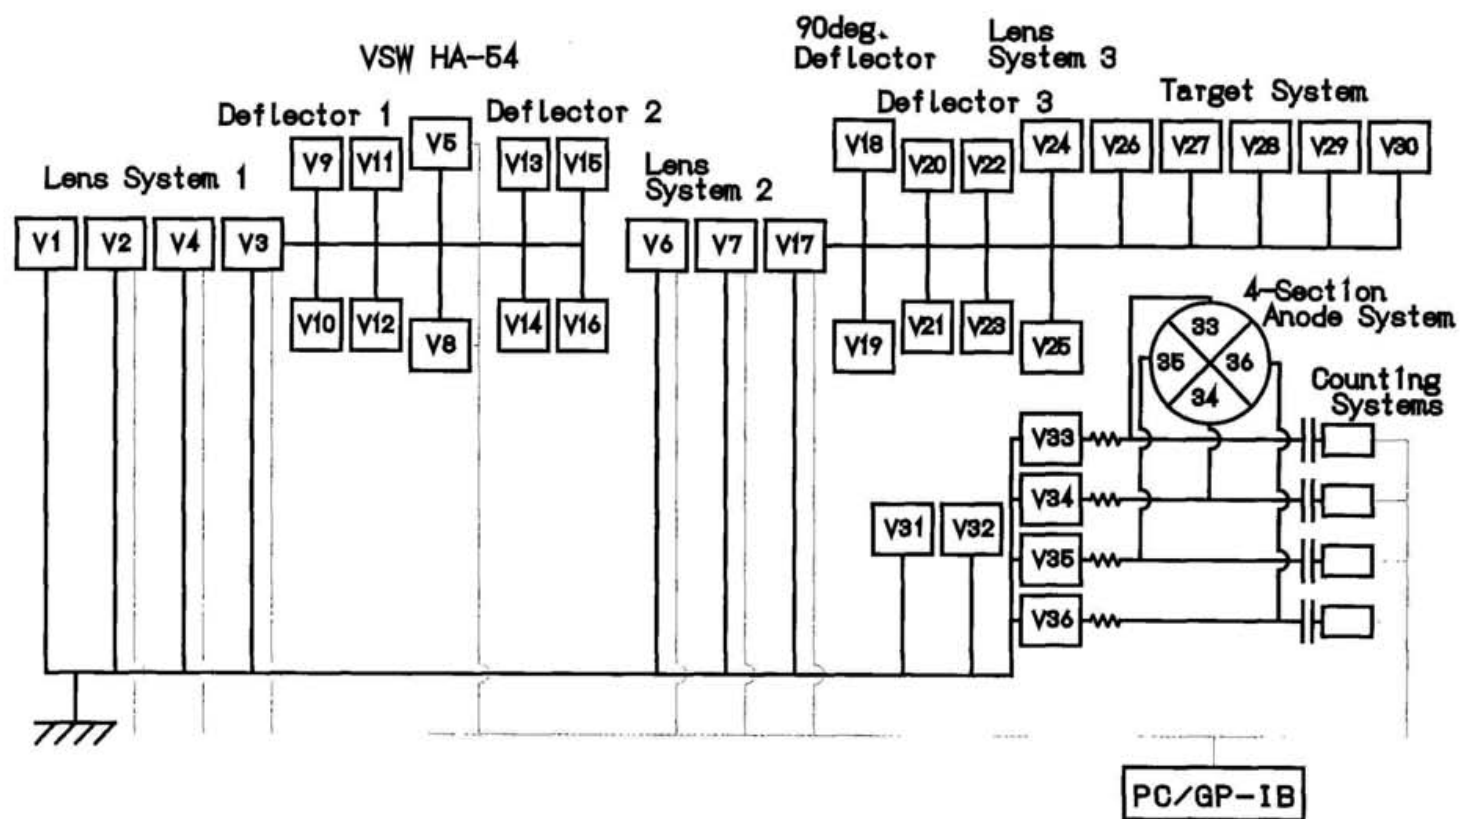 VSW HA-54
90deg.
Deflector
Lens
System 3
Deflector 1
Deflector 2
Deflector 3
Target System
Lens System 1
Lens
System 2
V9
V11
V5
V13
V15
V18
V20
V22
V24
V26
V27
V28
V29
V30
V1
V2
V4
V3
V6
V7
V17
V10
V12
V8
V14
V16
V19
V21
V23
V25
4-Section
Anode System
33
35
36
34
Counting
Systems
V33
V34
V31
V32
V35
V36
PC/GP-IB